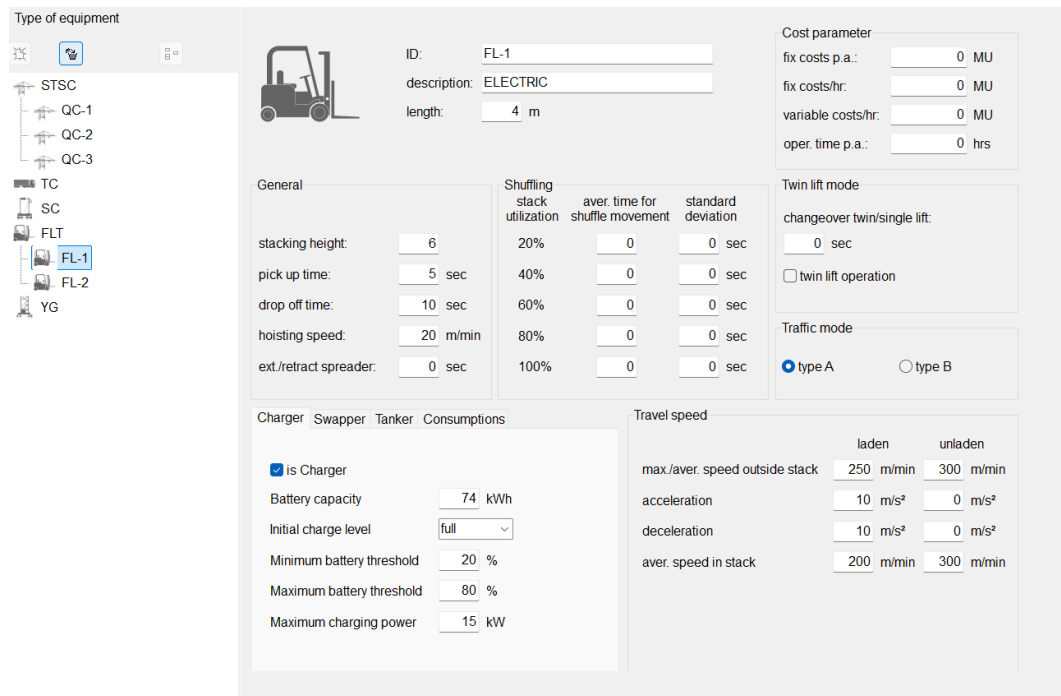 Type of equipment
STSC
QC-1
QC-2
QC-3
TC
SC
FLT
FL-1
FL-2
YG
ID: FL-1
description: ELECTRIC
length: 4 m
Cost parameter
fix costs p.a.: 0 MU
fix costs/hr: 0 MU
variable costs/hr: 0 MU
oper. time p.a.: 0 hrs
General
stacking height: 6
pick up time: 5 sec
drop off time: 10 sec
hoisting speed: 20 m/min
ext./retract spreader: 0 sec
Shuffling
stack utilization aver. time for shuffle movement standard deviation
20% 0 0 sec
40% 0 0 sec
60% 0 0 sec
80% 0 0 sec
100% 0 0 sec
Twin lift mode
changeover twin/single lift:
0 sec
twin lift operation
Traffic mode
type A type B
Charger Swapper Tanker Consumptions
is Charger
Battery capacity 74 kWh
Initial charge level full
Minimum battery threshold 20 %
Maximum battery threshold 80 %
Maximum charging power 15 kW
Travel speed
laden unladen
max./aver. speed outside stack 250 m/min 300 m/min
acceleration 10 m/s² 0 m/s²
deceleration 10 m/s² 0 m/s²
aver. speed in stack 200 m/min 300 m/min